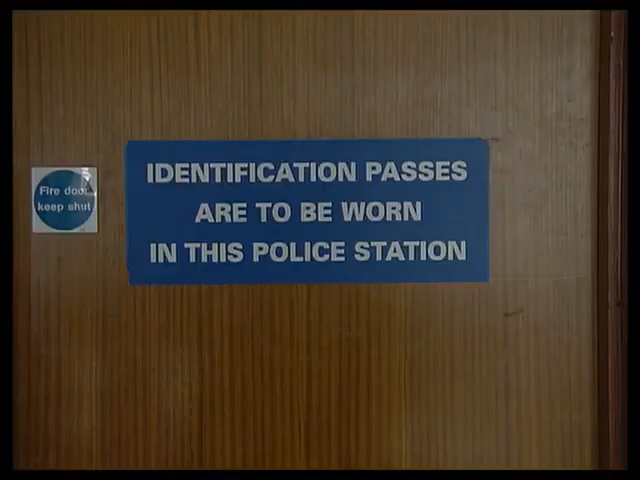 Fire door
keep shut
IDENTIFICATION PASSES
ARE TO BE WORN
IN THIS POLICE STATION